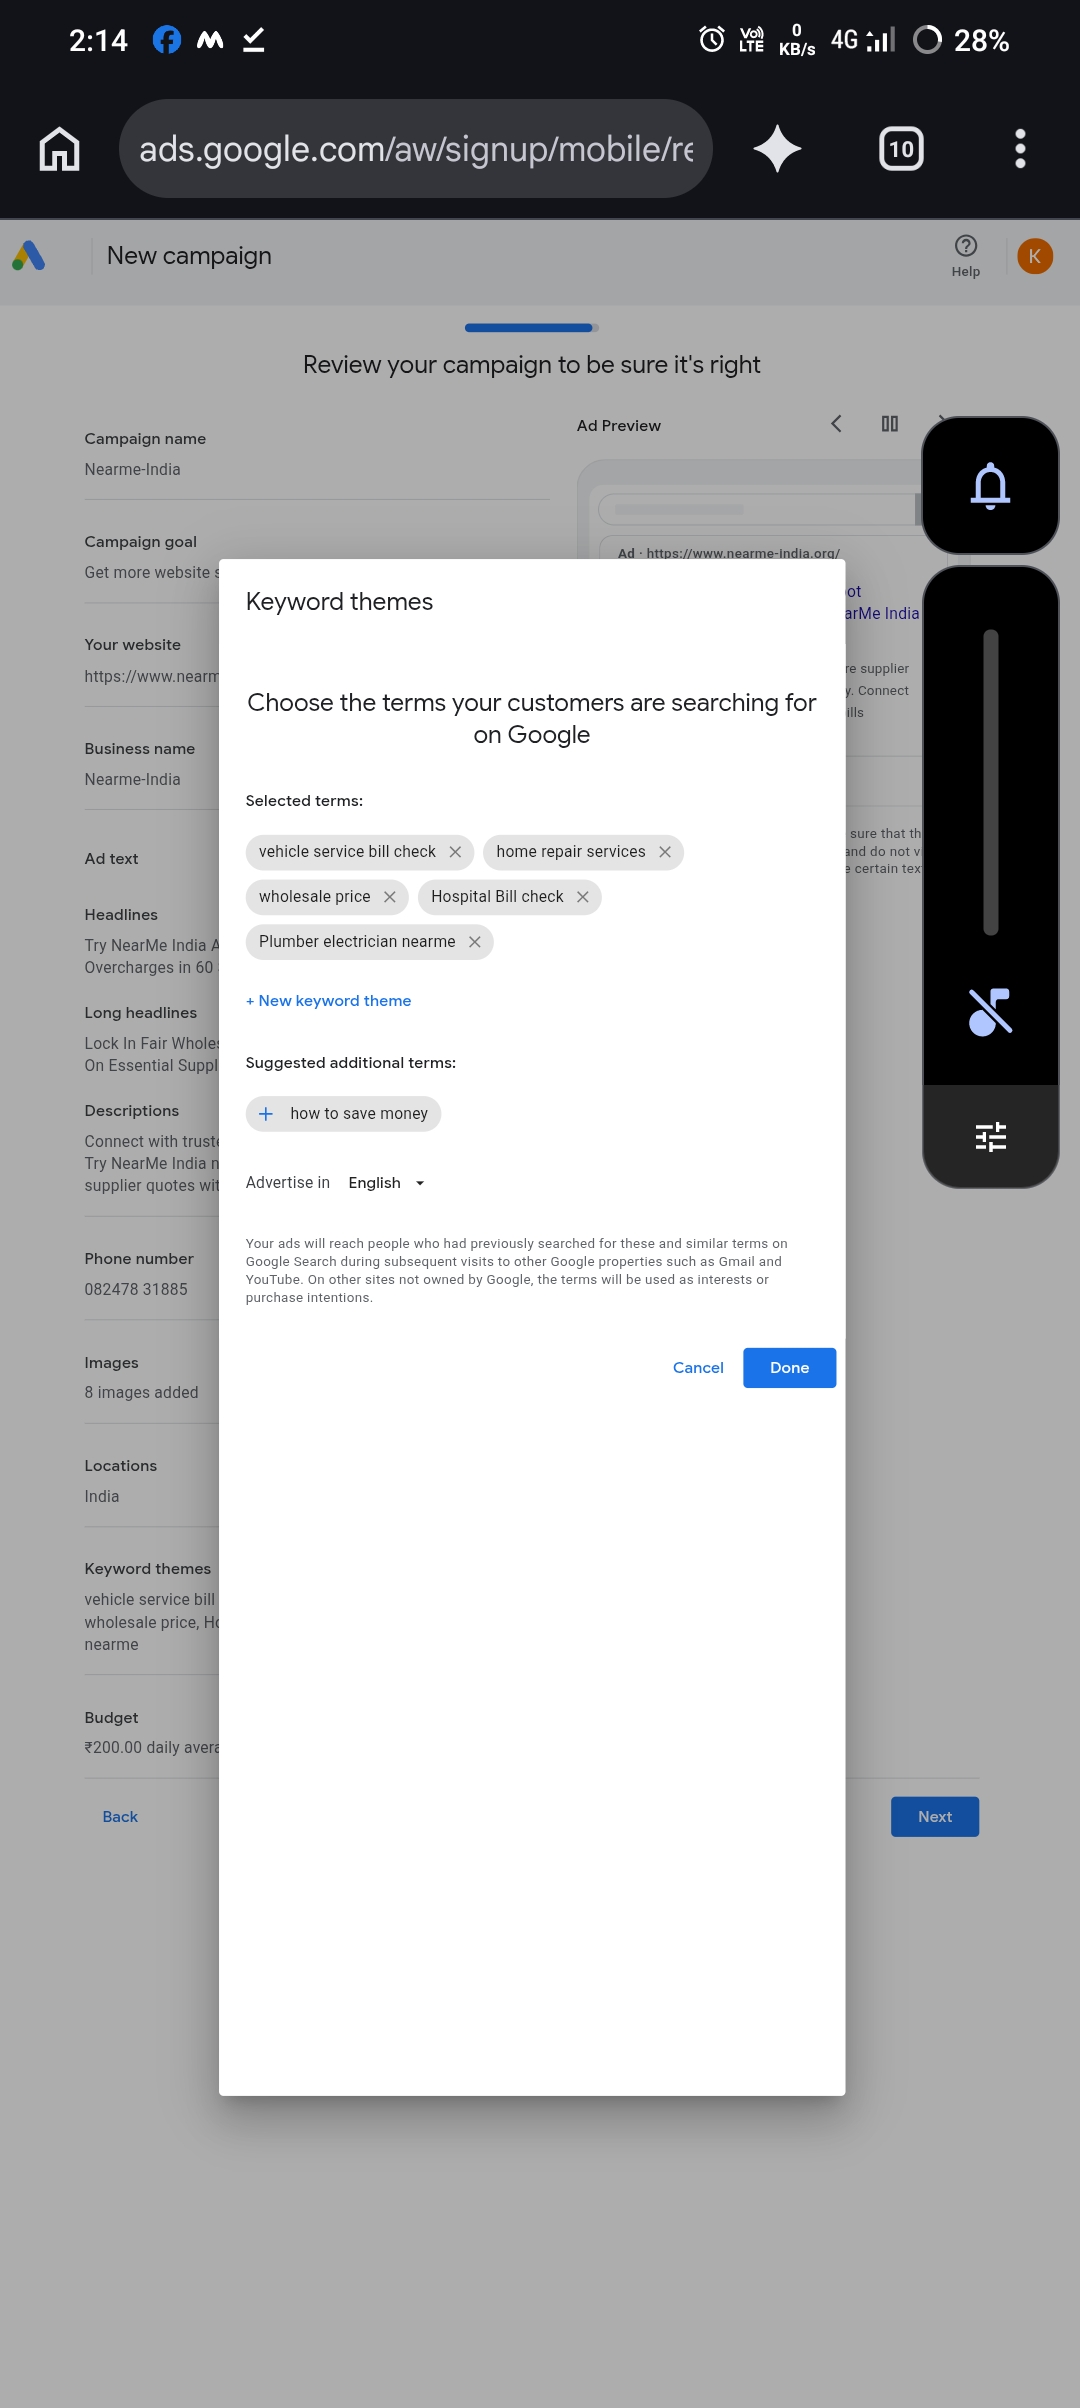 2:14
Vo)) LTE
0 KB/s
4G
28%
ads.google.com/aw/signup/mobile/re
10
New campaign
Help
K
Review your campaign to be sure it's right
Campaign name
Nearme-India
Campaign goal
Get more website s
Your website
https://www.nearm
Business name
Nearme-India
Ad text
Headlines
Try NearMe India A
Overcharges in 60
Long headlines
Lock In Fair Wholes
On Essential Suppl
Descriptions
Connect with truste
Try NearMe India n
supplier quotes wit
Phone number
082478 31885
Images
8 images added
Locations
India
Keyword themes
vehicle service bill
wholesale price, Ho
nearme
Budget
₹200.00 daily avera
Back
Next
Ad Preview
Ad · https://www.nearme-india.org/
ot
arMe India
re supplier
y. Connect
ills
sure that th
and do not v
e certain tex
Keyword themes
Choose the terms your customers are searching for
on Google
Selected terms:
vehicle service bill check
home repair services
wholesale price
Hospital Bill check
Plumber electrician nearme
+ New keyword theme
Suggested additional terms:
+ how to save money
Advertise in English
Your ads will reach people who had previously searched for these and similar terms on
Google Search during subsequent visits to other Google properties such as Gmail and
YouTube. On other sites not owned by Google, the terms will be used as interests or
purchase intentions.
Cancel
Done